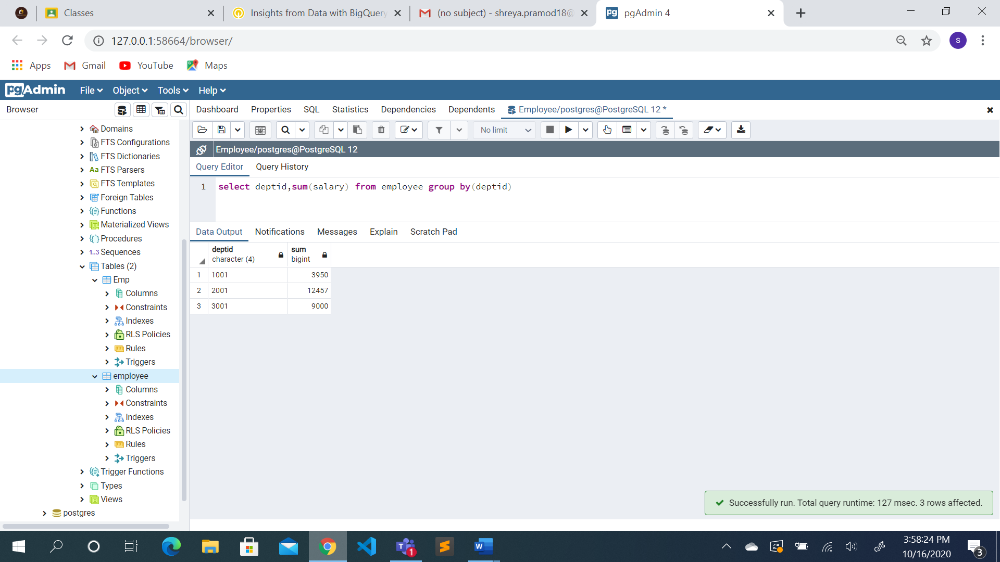 Classes
Insights from Data with BigQuery
(no subject) - shreya.pramod18@
pgAdmin 4
127.0.0.1:58664/browser/
S
Apps Gmail YouTube Maps
pgAdmin File Object Tools Help
Browser
Dashboard Properties SQL Statistics Dependencies Dependents Employee/postgres@PostgreSQL 12 *
No limit
Employee/postgres@PostgreSQL 12
Query Editor Query History
1 select deptid,sum(salary) from employee group by(deptid)
Data Output Notifications Messages Explain Scratch Pad
deptid
character (4)
sum
bigint
1 1001 3950
2 2001 12457
3 3001 9000
Domains
FTS Configurations
FTS Dictionaries
Aa FTS Parsers
FTS Templates
Foreign Tables
Functions
Materialized Views
Procedures
1..3 Sequences
Tables (2)
Emp
Columns
Constraints
Indexes
RLS Policies
Rules
Triggers
employee
Columns
Constraints
Indexes
RLS Policies
Rules
Triggers
Trigger Functions
Types
Views
postgres
Successfully run. Total query runtime: 127 msec. 3 rows affected.
3:58:24 PM
10/16/2020
1
3